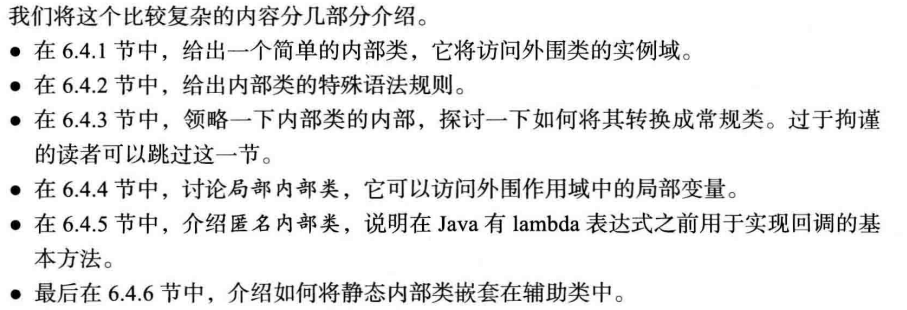 我们将这个比较复杂的内容分几部分介绍。
● 在 6.4.1 节中，给出一个简单的内部类，它将访问外围类的实例域。
● 在 6.4.2 节中，给出内部类的特殊语法规则。
● 在 6.4.3 节中，领略一下内部类的内部，探讨一下如何将其转换成常规类。过于拘谨
的读者可以跳过这一节。
● 在 6.4.4 节中，讨论局部内部类，它可以访问外围作用域中的局部变量。
● 在 6.4.5 节中，介绍匿名内部类，说明在 Java 有 lambda 表达式之前用于实现回调的基
本方法。
● 最后在 6.4.6 节中，介绍如何将静态内部类嵌套在辅助类中。